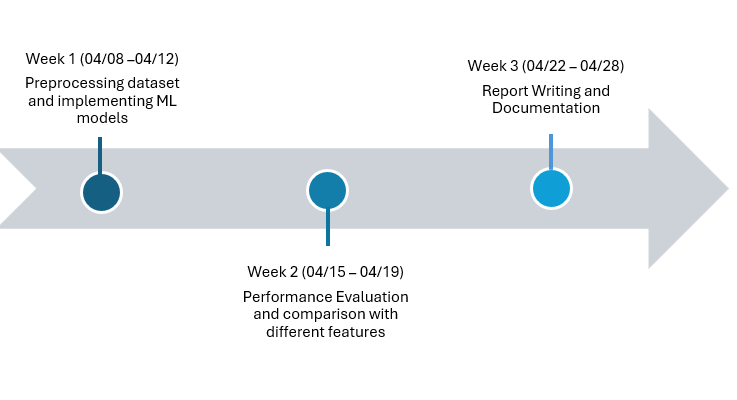 Week 1 (04/08 –04/12)
Preprocessing dataset
and implementing ML
models
Week 2 (04/15 – 04/19)
Performance Evaluation
and comparison with
different features
Week 3 (04/22 – 04/28)
Report Writing and
Documentation